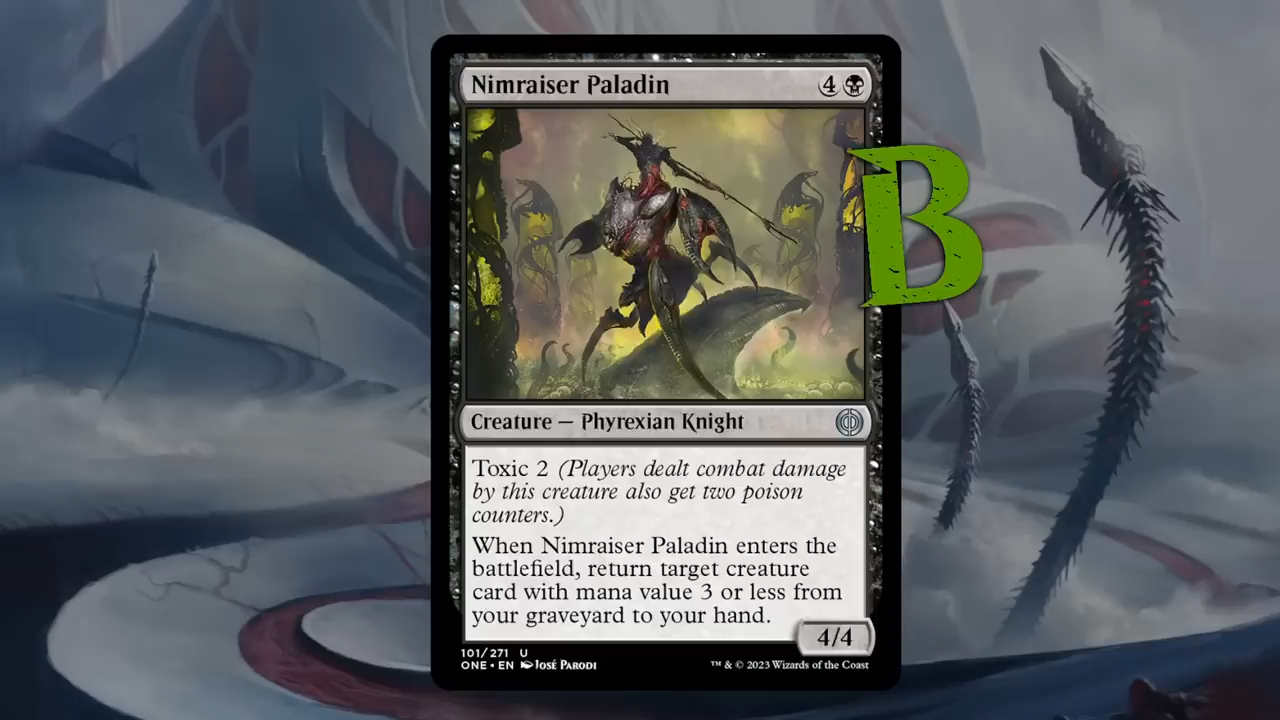 Nimraiser Paladin 4
B
Creature — Phyrexian Knight
Toxic 2 (Players dealt combat damage
by this creature also get two poison
counters.)
When Nimraiser Paladin enters the
battlefield, return target creature
card with mana value 3 or less from
your graveyard to your hand.
4/4
101/271 U
ONE • EN José Parodi ™ & © 2023 Wizards of the Coast